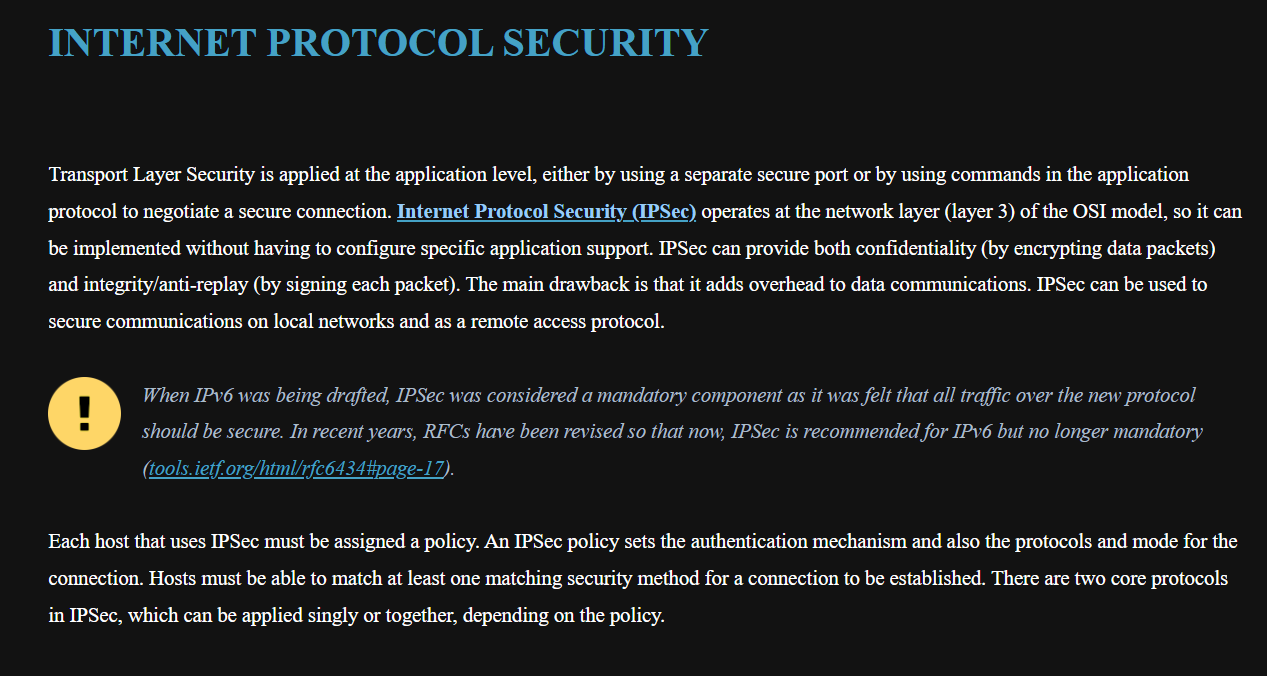 INTERNET PROTOCOL SECURITY
Transport Layer Security is applied at the application level, either by using a separate secure port or by using commands in the application
protocol to negotiate a secure connection. Internet Protocol Security (IPSec) operates at the network layer (layer 3) of the OSI model, so it can
be implemented without having to configure specific application support. IPSec can provide both confidentiality (by encrypting data packets)
and integrity/anti-replay (by signing each packet). The main drawback is that it adds overhead to data communications. IPSec can be used to
secure communications on local networks and as a remote access protocol.
When IPv6 was being drafted, IPSec was considered a mandatory component as it was felt that all traffic over the new protocol
should be secure. In recent years, RFCs have been revised so that now, IPSec is recommended for IPv6 but no longer mandatory
(tools.ietf.org/html/rfc6434#page-17).
Each host that uses IPSec must be assigned a policy. An IPSec policy sets the authentication mechanism and also the protocols and mode for the
connection. Hosts must be able to match at least one matching security method for a connection to be established. There are two core protocols
in IPSec, which can be applied singly or together, depending on the policy.